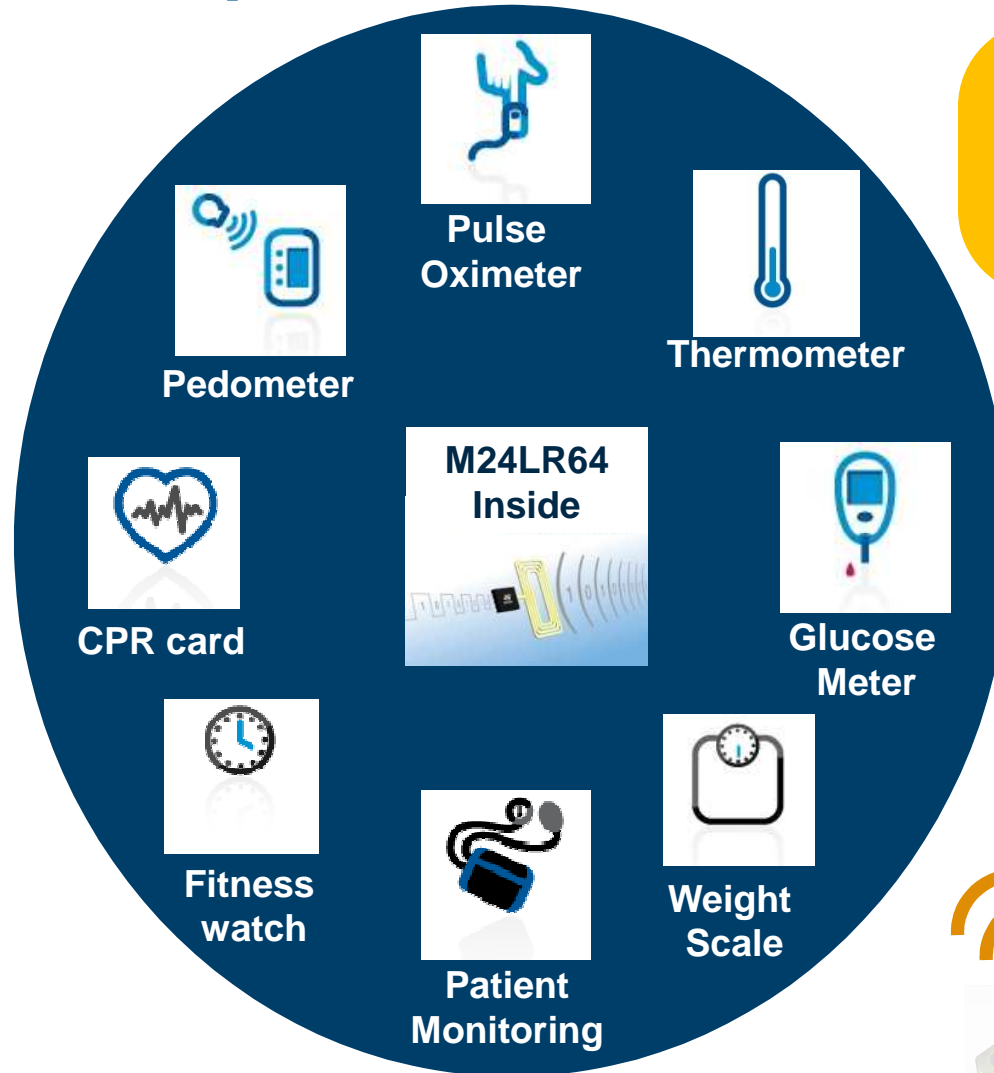 Pulse
Oximeter
Thermometer
Pedometer
M24LR64
Inside
CPR card
Glucose
Meter
Fitness
watch
Weight
Scale
Patient
Monitoring